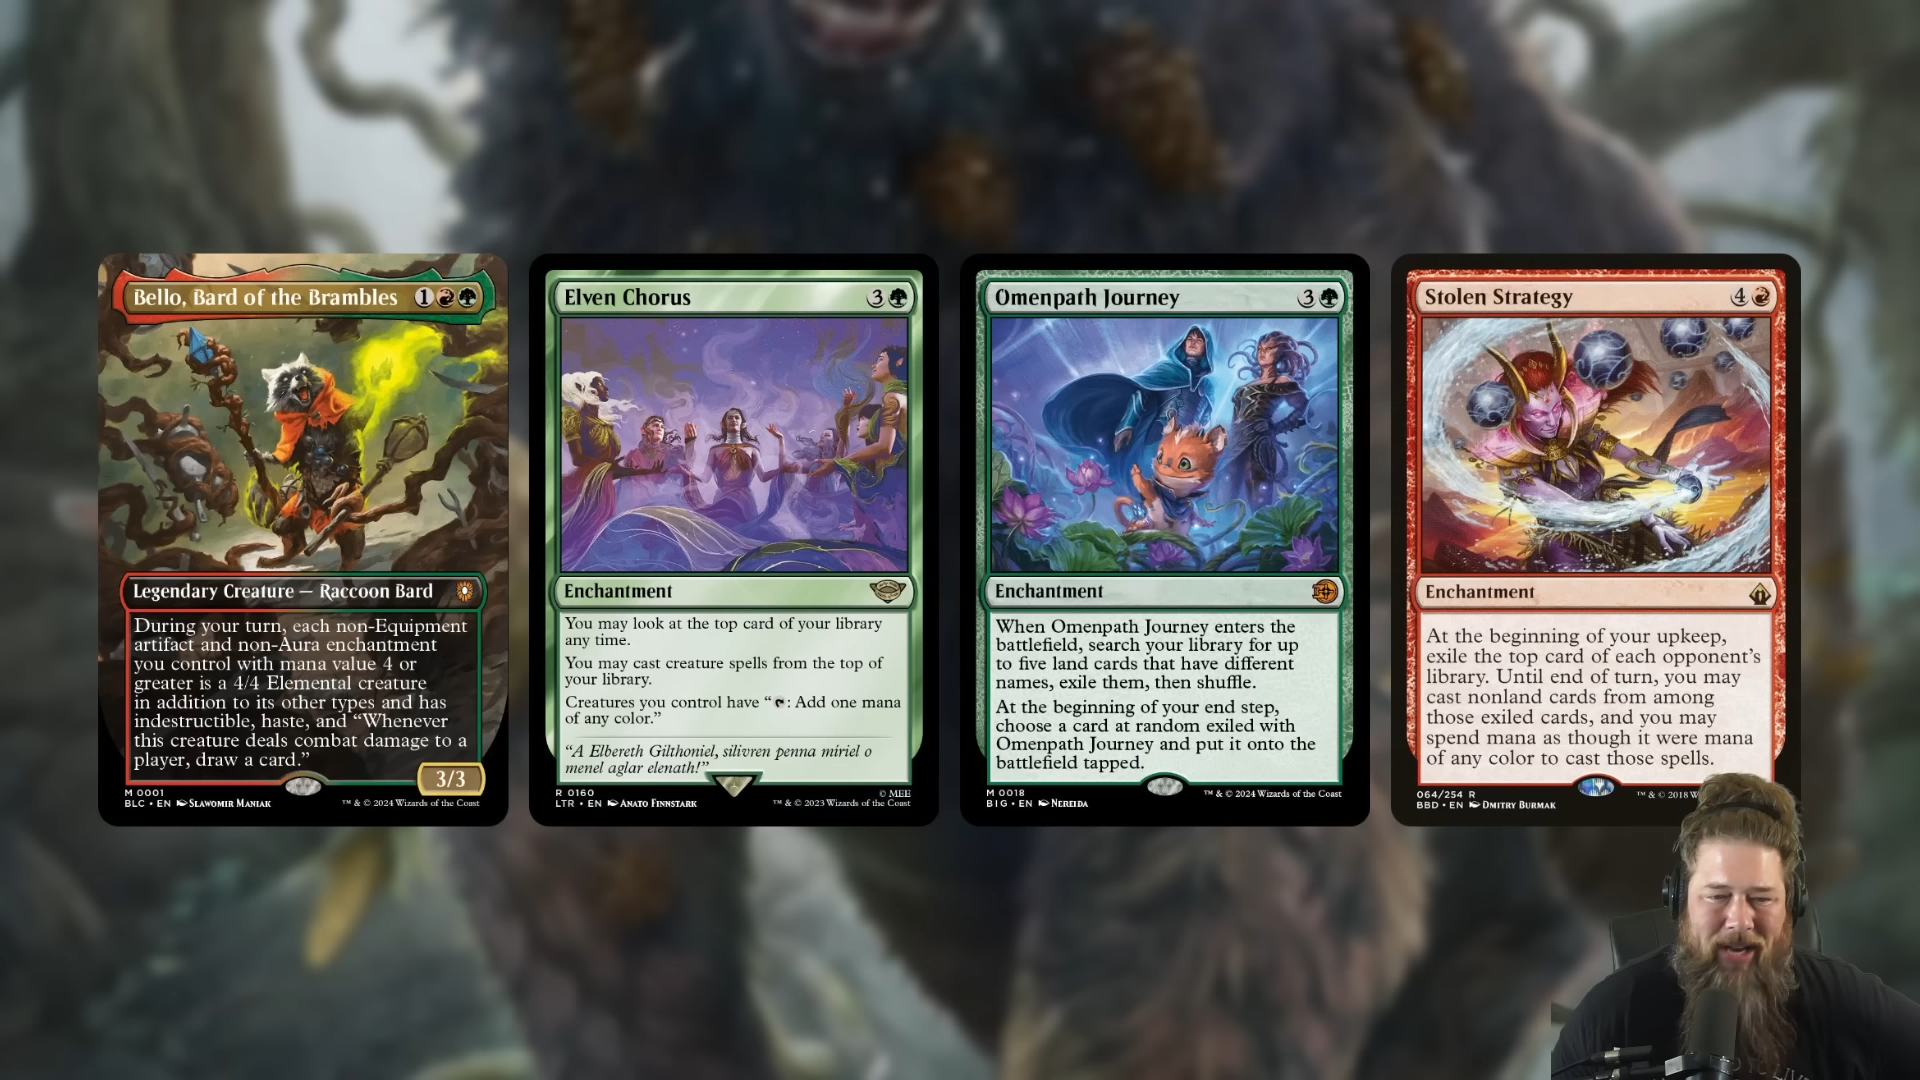 Bello, Bard of the Brambles 1
Legendary Creature — Raccoon Bard
During your turn, each non-Equipment
artifact and non-Aura enchantment
you control with mana value 4 or
greater is a 4/4 Elemental creature
in addition to its other types and has
indestructible, haste, and “Whenever
this creature deals combat damage to a
player, draw a card.”
3/3
M 0001
BLC • EN SLAWOMIR MANIAK ™ & © 2024 Wizards of the Coast
Elven Chorus 3
Enchantment
You may look at the top card of your library
any time.
You may cast creature spells from the top of
your library.
Creatures you control have “: Add one mana
of any color.”
“A Elbereth Gilthoniel, silivren penna míriel o
menel aglar elenath!”
R 0160 © MEE
LTR • EN ANATO FINNSTARK ™ & © 2023 Wizards of the Coast
Omenpath Journey 3
Enchantment
When Omenpath Journey enters the
battlefield, search your library for up
to five land cards that have different
names, exile them, then shuffle.
At the beginning of your end step,
choose a card at random exiled with
Omenpath Journey and put it onto the
battlefield tapped.
M 0018 ™ & © 2024 Wizards of the Coast
BIG • EN NEREIDA
Stolen Strategy 4
Enchantment
At the beginning of your upkeep,
exile the top card of each opponent’s
library. Until end of turn, you may
cast nonland cards from among
those exiled cards, and you may
spend mana as though it were mana
of any color to cast those spells.
064/254 R ™ & © 2018
BBD • EN DMITRY BURMAK